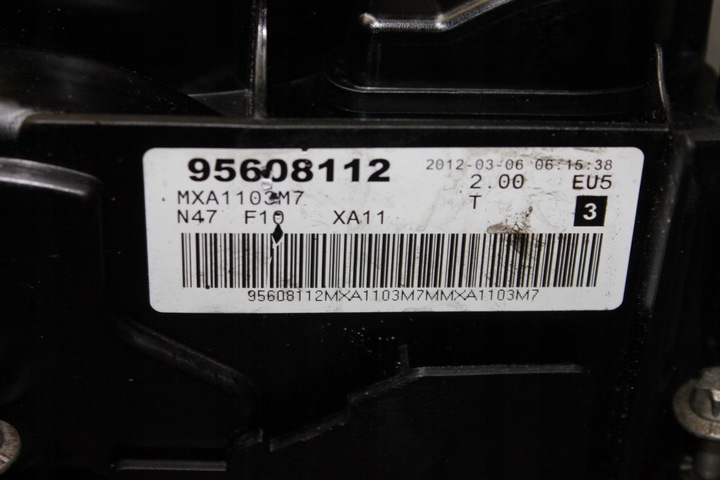 95608112 2012-03-06 06:15:38
MXA1103M7 2.00 EU5
N47 F10 XA11 T 3
95608112MXA1103M7MMXA1103M7